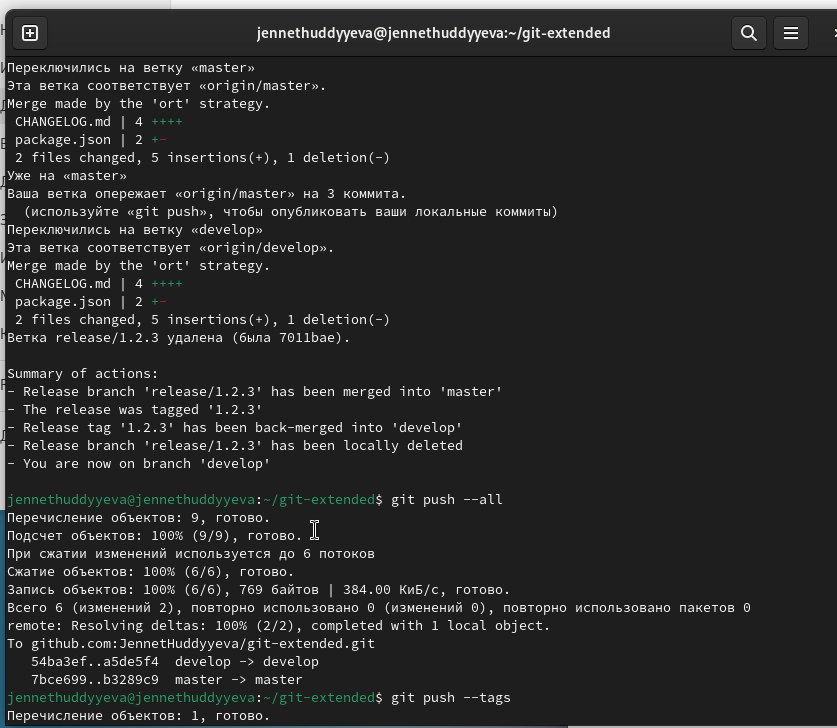 jennethuddyyeva@jennethuddyyeva:~/git-extended
Переключились на ветку «master»
Эта ветка соответствует «origin/master».
Merge made by the 'ort' strategy.
 CHANGELOG.md | 4 ++++
 package.json | 2 +-
 2 files changed, 5 insertions(+), 1 deletion(-)
Уже на «master»
Ваша ветка опережает «origin/master» на 3 коммита.
  (используйте «git push», чтобы опубликовать ваши локальные коммиты)
Переключились на ветку «develop»
Эта ветка соответствует «origin/develop».
Merge made by the 'ort' strategy.
 CHANGELOG.md | 4 ++++
 package.json | 2 +-
 2 files changed, 5 insertions(+), 1 deletion(-)
Ветка release/1.2.3 удалена (была 7011bae).

Summary of actions:
- Release branch 'release/1.2.3' has been merged into 'master'
- The release was tagged '1.2.3'
- Release tag '1.2.3' has been back-merged into 'develop'
- Release branch 'release/1.2.3' has been locally deleted
- You are now on branch 'develop'

jennethuddyyeva@jennethuddyyeva:~/git-extended$ git push --all
Перечисление объектов: 9, готово.
Подсчет объектов: 100% (9/9), готово.
При сжатии изменений используется до 6 потоков
Сжатие объектов: 100% (6/6), готово.
Запись объектов: 100% (6/6), 769 байтов | 384.00 КиБ/с, готово.
Всего 6 (изменений 2), повторно использовано 0 (изменений 0), повторно использовано пакетов 0
remote: Resolving deltas: 100% (2/2), completed with 1 local object.
To github.com:JennetHuddyyeva/git-extended.git
   54ba3ef..a5de5f4  develop -> develop
   7bce699..b3289c9  master -> master
jennethuddyyeva@jennethuddyyeva:~/git-extended$ git push --tags
Перечисление объектов: 1, готово.